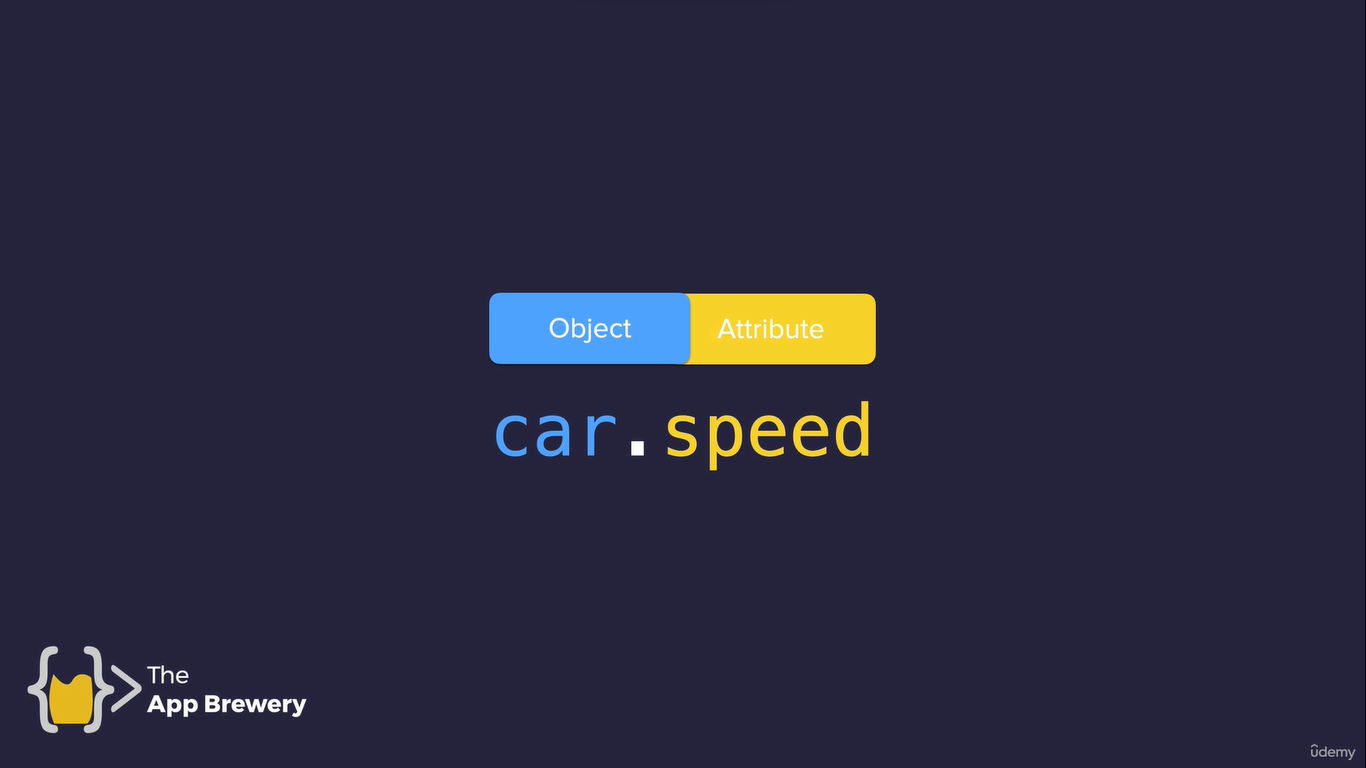 Object Attribute
car.speed
The
App Brewery
ûdemy